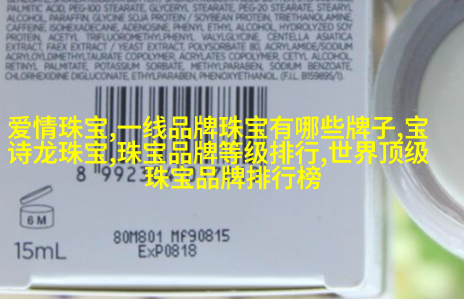 PALMITIC ACID, PEG-100 STEARATE, GLYCERYL STEARATE, PEG-20 STEARATE, STEARYL
ALCOHOL, PARAFFIN, GLYCINE SOJA PROTEIN / SOYBEAN PROTEIN, TRIETHANOLAMINE,
CAFFEINE, ISOHEXADECANE, ADENOSINE, PHENYL ETHYL ALCOHOL, HYDROLYZED SOY
PROTEIN, ACETYL TRIFLUOROMETHYLPHENYL VALYLGLYCINE, CENTELLA ASIATICA
EXTRACT, FAEX EXTRACT / YEAST EXTRACT, POLYSORBATE 80, ACRYLAMIDE/SODIUM
ACRYLOYLDIMETHYLTAURATE COPOLYMER, ACRYLATES COPOLYMER, CETYL ALCOHOL,
RETINYL PALMITATE, POTASSIUM SORBATE, METHYLPARABEN, SODIUM BENZOATE,
CHLORHEXIDINE DIGLUCONATE, ETHYLPARABEN, PHENOXYETHANOL. (F.I.L. B159895/1).
爱情珠宝,一线品牌珠宝有哪些牌子,宝
诗龙珠宝,珠宝品牌等级排行,世界顶级
珠宝品牌排行榜
8 9923
6 M
15mL
80M801 Mf90815
ExP0818